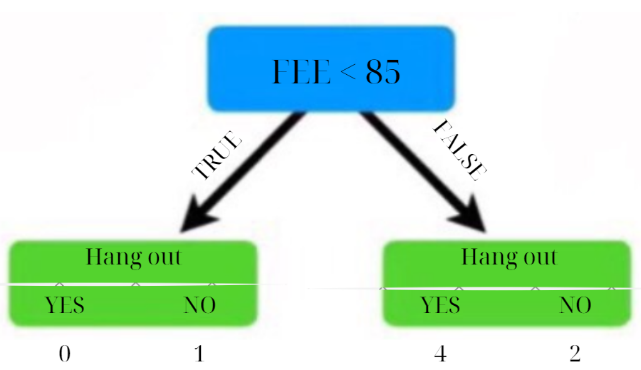 FEE < 85
TRUE
FALSE
Hang out
YES NO
0 1
Hang out
YES NO
4 2